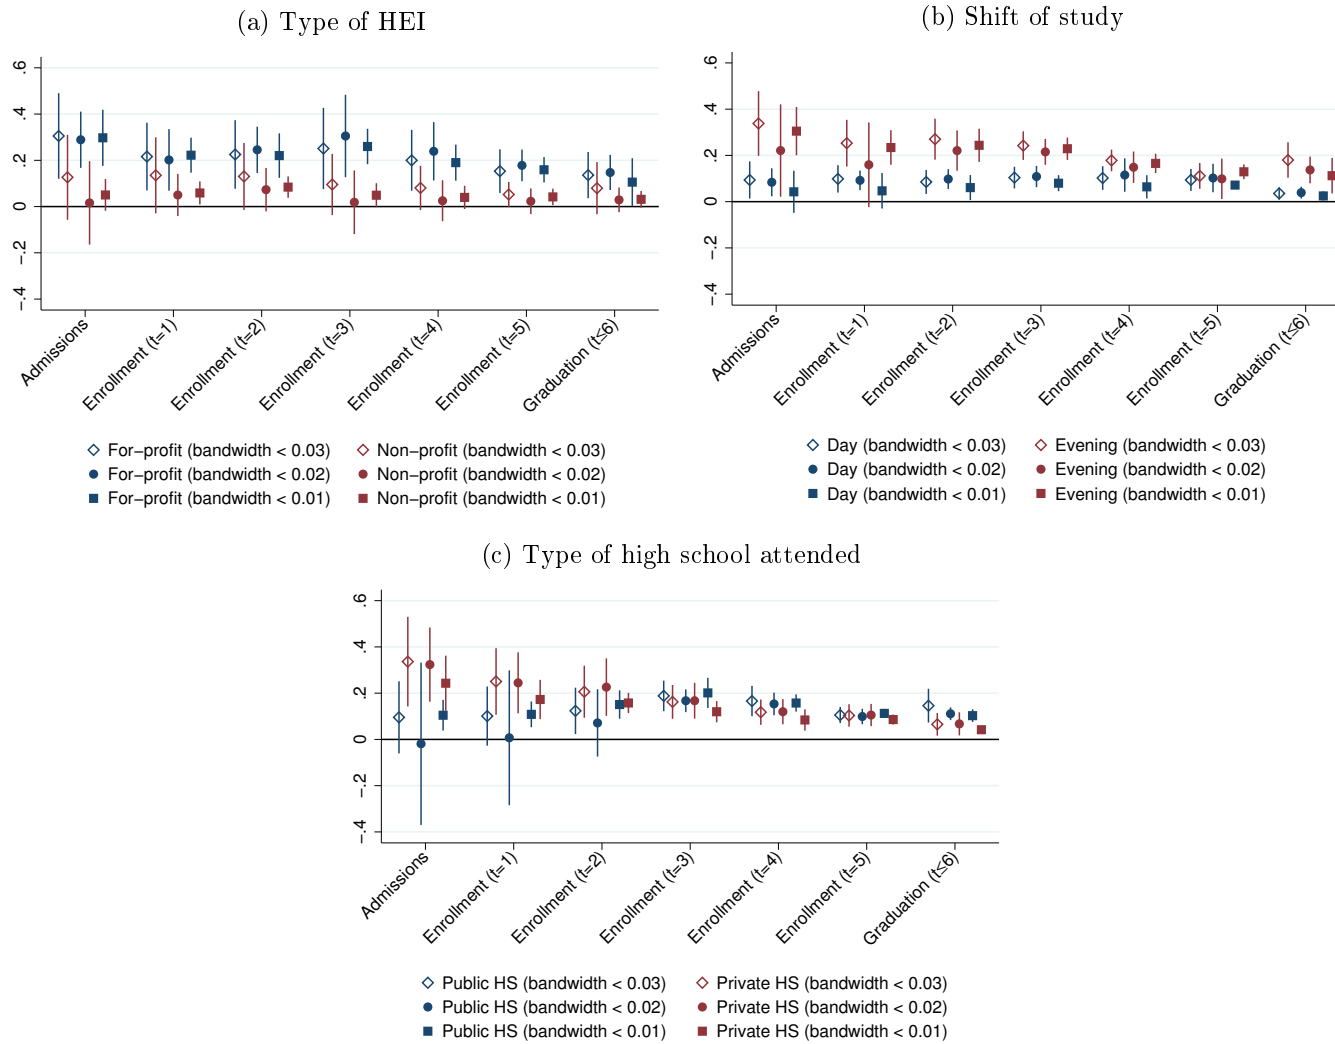 (a) Type of HEI
.6
.4
.2
0
-.2
-.4
Admissions
Enrollment (t=1)
Enrollment (t=2)
Enrollment (t=3)
Enrollment (t=4)
Enrollment (t=5)
Graduation (t≤6)
For-profit (bandwidth < 0.03) Non-profit (bandwidth < 0.03)
For-profit (bandwidth < 0.02) Non-profit (bandwidth < 0.02)
For-profit (bandwidth < 0.01) Non-profit (bandwidth < 0.01)
(b) Shift of study
.6
.4
.2
0
-.2
-.4
Admissions
Enrollment (t=1)
Enrollment (t=2)
Enrollment (t=3)
Enrollment (t=4)
Enrollment (t=5)
Graduation (t≤6)
Day (bandwidth < 0.03) Evening (bandwidth < 0.03)
Day (bandwidth < 0.02) Evening (bandwidth < 0.02)
Day (bandwidth < 0.01) Evening (bandwidth < 0.01)
(c) Type of high school attended
.6
.4
.2
0
-.2
-.4
Admissions
Enrollment (t=1)
Enrollment (t=2)
Enrollment (t=3)
Enrollment (t=4)
Enrollment (t=5)
Graduation (t≤6)
Public HS (bandwidth < 0.03) Private HS (bandwidth < 0.03)
Public HS (bandwidth < 0.02) Private HS (bandwidth < 0.02)
Public HS (bandwidth < 0.01) Private HS (bandwidth < 0.01)